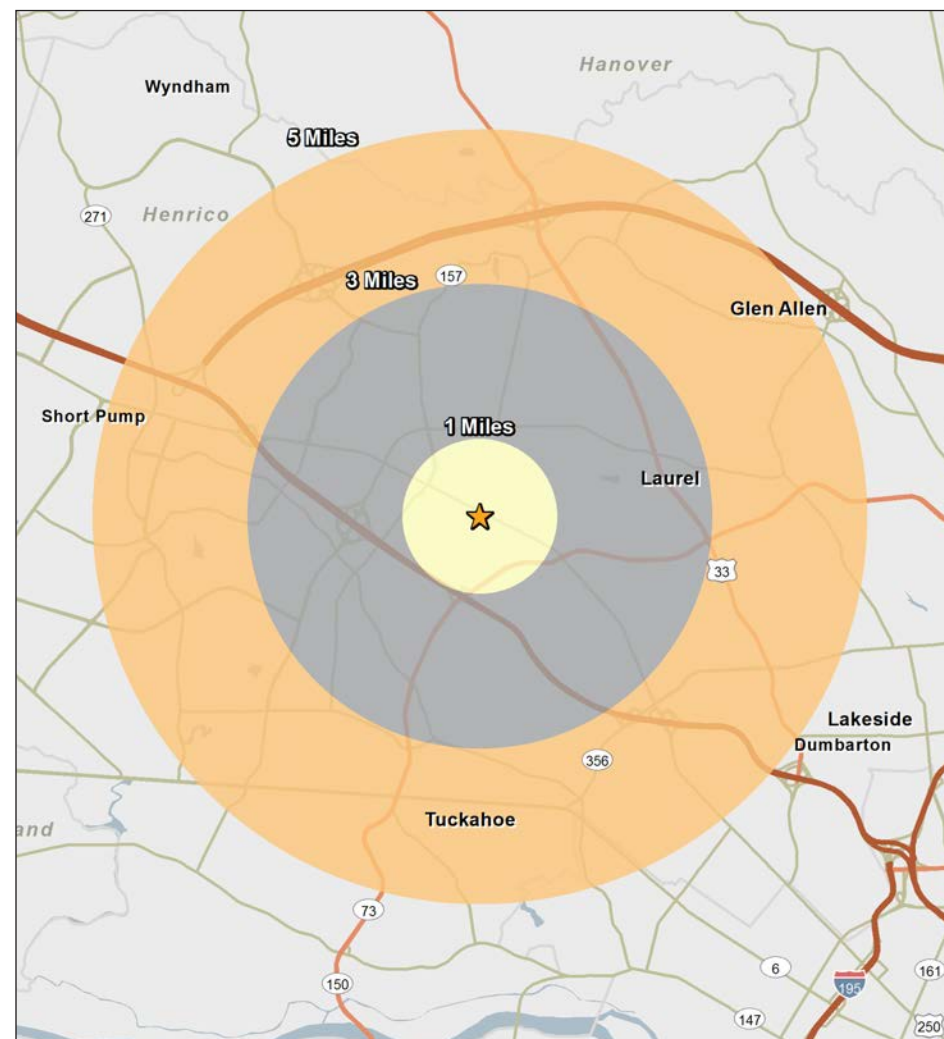 Hanover
Wyndham
5 Miles
271
Henrico
3 Miles
157
Glen Allen
Short Pump
1 Miles
Laurel
33
Lakeside
Dumbarton
356
Tuckahoe
and
73
6
161
150
195
147
250